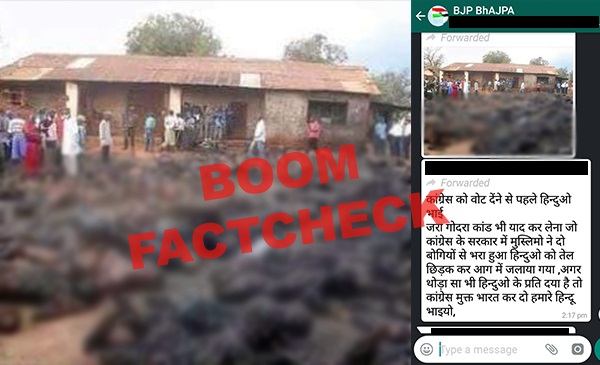 BOOM
FACTCHECK
BJP BhAJPA
Forwarded
Forwarded
कांग्रेस को वोट देंने से पहले हिन्दुओ
भाई
जरा गोदरा कांड भी याद कर लेना जो
कांग्रेस के सरकार में मुस्लिमो ने दो
बोगियों से भरा हुआ हिन्दुओ को तेल
छिड़क कर आग में जलाया गया ,अगर
थोड़ा सा भी हिन्दुओ के प्रति दया है तो
कांग्रेस मुक्त भारत कर दो हमारे हिन्दू
भाइयो,
2:17 pm
Type a message